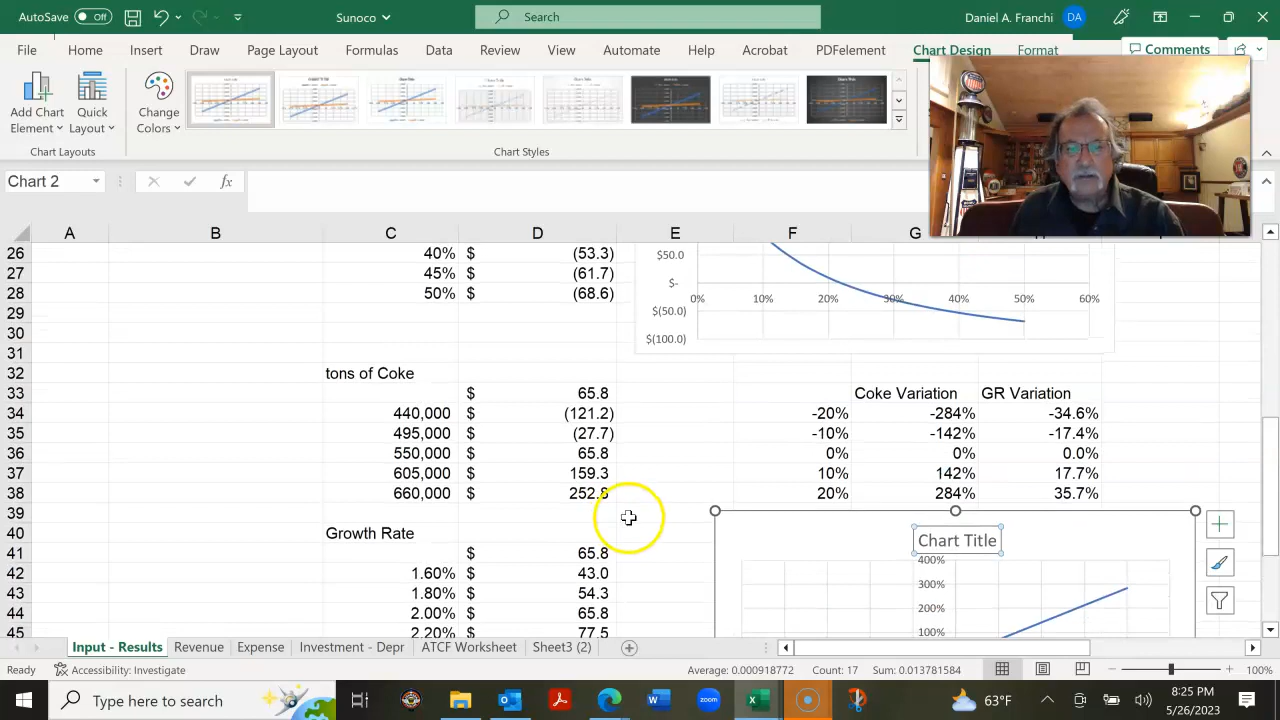 AutoSave Off Sunoco Search Daniel A. Franchi DA
File Home Insert Draw Page Layout Formulas Data Review View Automate Help Acrobat PDFelement Chart Design Format Comments
Add Chart Element Quick Layout Change Colors
Chart Layouts Chart Styles
Chart 2 fx
A B C D E F G
26 40% $ (53.3) $50.0
27 45% $ (61.7) $-
28 50% $ (68.6) 0% 10% 20% 30% 40% 50% 60%
29 $(50.0)
30 $(100.0)
31
32 tons of Coke
33 $ 65.8 Coke Variation GR Variation
34 440,000 $ (121.2) -20% -284% -34.6%
35 495,000 $ (27.7) -10% -142% -17.4%
36 550,000 $ 65.8 0% 0% 0.0%
37 605,000 $ 159.3 10% 142% 17.7%
38 660,000 $ 252.8 20% 284% 35.7%
39
40 Growth Rate Chart Title
41 $ 65.8 400%
42 1.60% $ 43.0 300%
43 1.80% $ 54.3
44 2.00% $ 65.8 200%
45 2.20% $ 77.5 100%
Input - Results Revenue Expense Investment - Depr ATCF Worksheet Sheet3 (2)
Ready Accessibility: Investigate Average: 0.000918772 Count: 17 Sum: 0.013781584 100%
Type here to search zoom 63°F 8:25 PM
5/26/2023